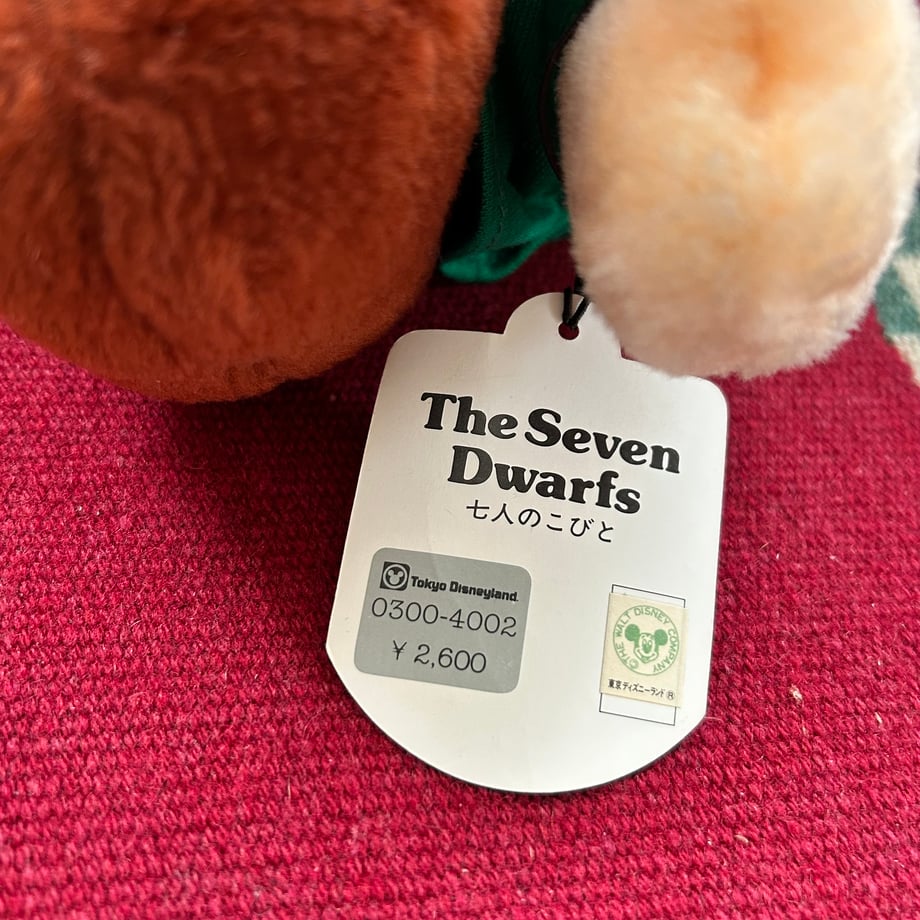 The Seven
Dwarfs
七人のこびと
Tokyo Disneyland.
0300-4002
¥ 2,600
©THE WALT DISNEY COMPANY
東京ディズニーランド®